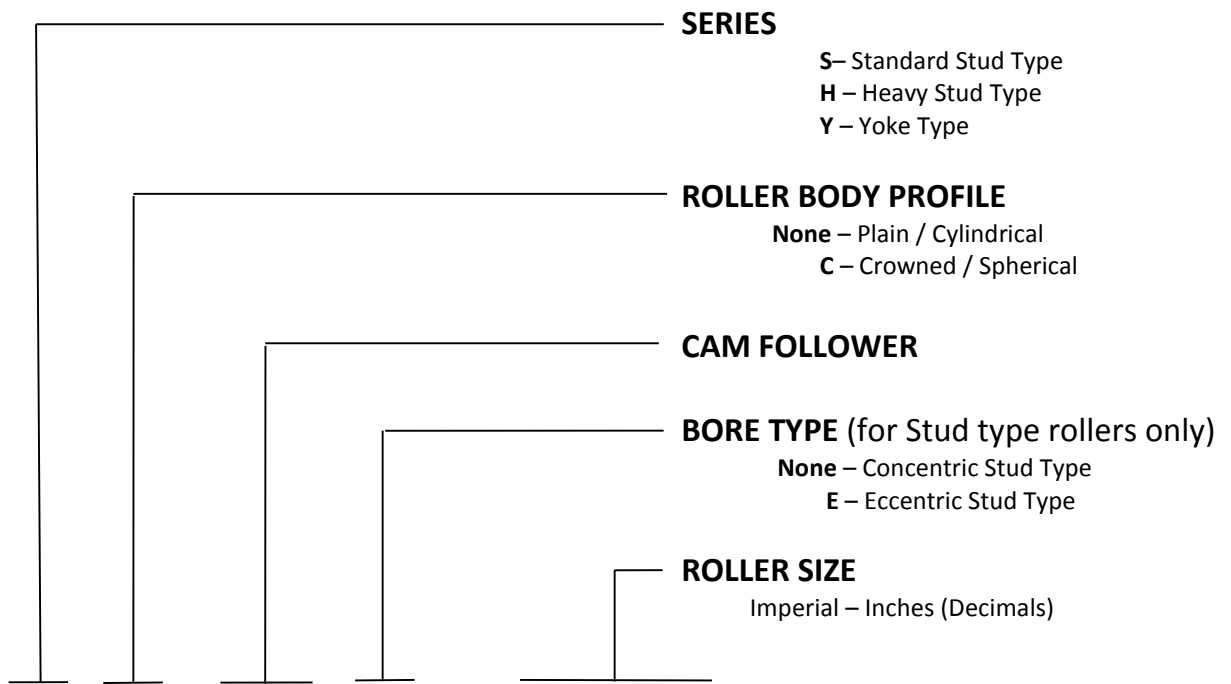 SERIES
S– Standard Stud Type
H – Heavy Stud Type
Y – Yoke Type
ROLLER BODY PROFILE
None – Plain / Cylindrical
C – Crowned / Spherical
CAM FOLLOWER
BORE TYPE (for Stud type rollers only)
None – Concentric Stud Type
E – Eccentric Stud Type
ROLLER SIZE
Imperial – Inches (Decimals)